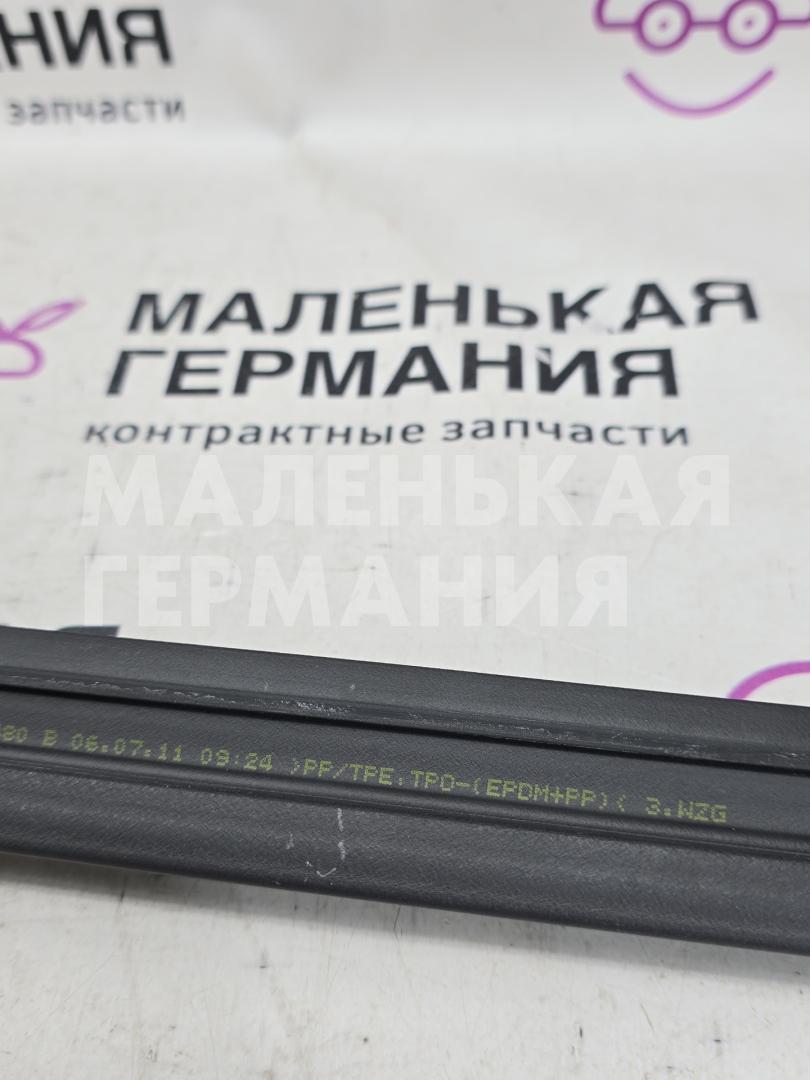 НИЯ
запчасти
МАЛЕНЬКАЯ
ГЕРМАНИЯ
контрактные запчасти
МАЛЕНЬКАЯ
ГЕРМАНИЯ
80 B 06.07.11 09:24 >PP/TPE.TPO-(EPDM+PP)< 3.WZG